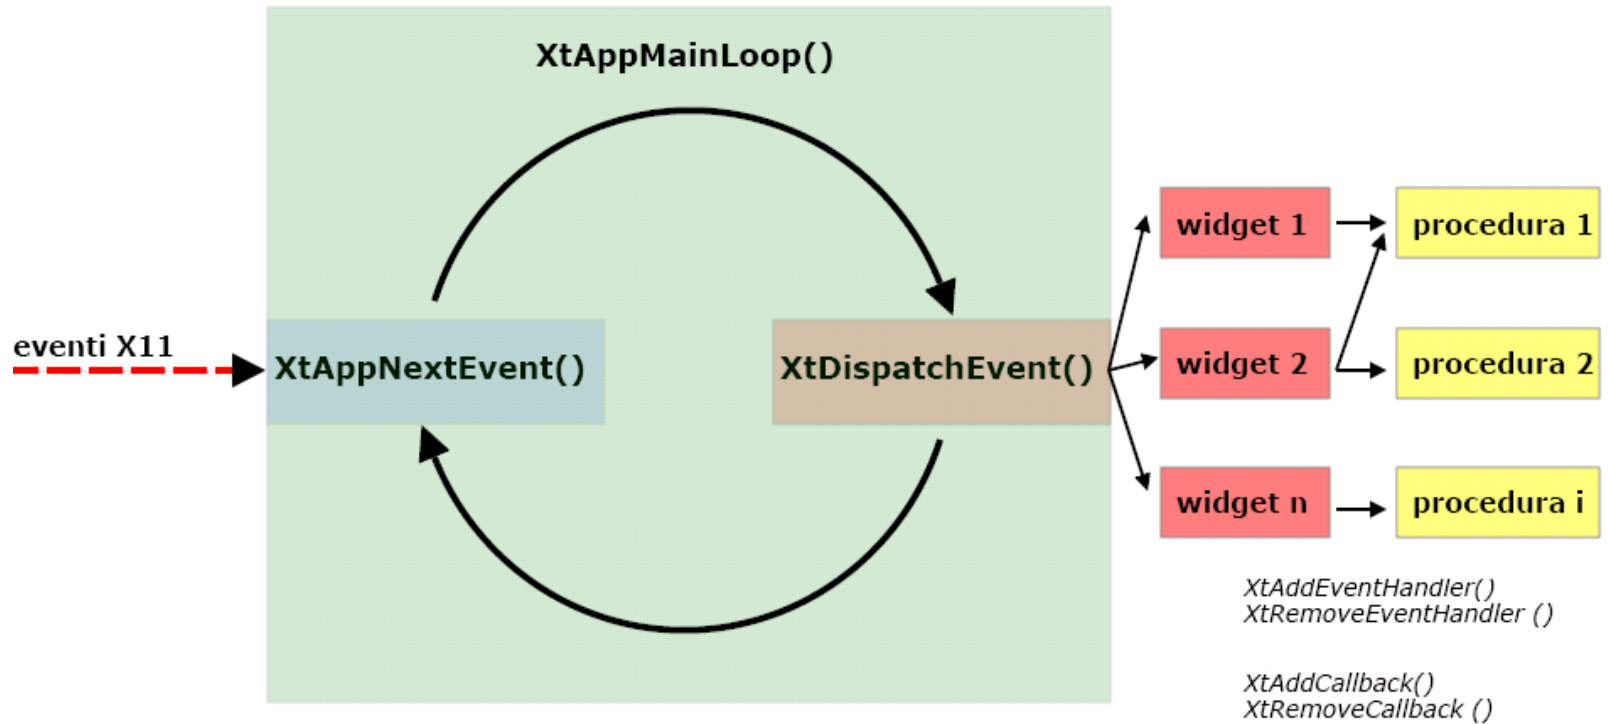 XtAppMainLoop()
eventi X11
XtAppNextEvent()
XtDispatchEvent()
widget 1
procedura 1
widget 2
procedura 2
widget n
procedura i
XtAddEventHandler()
XtRemoveEventHandler ()
XtAddCallback()
XtRemoveCallback ()